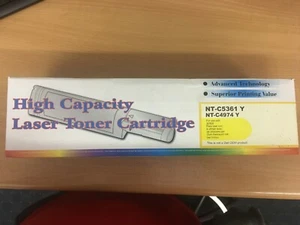 Advanced Technology
Superior Printing Value
High Capacity
Laser Toner Cartridge
NT-C5361 Y
NT-C4974 Y